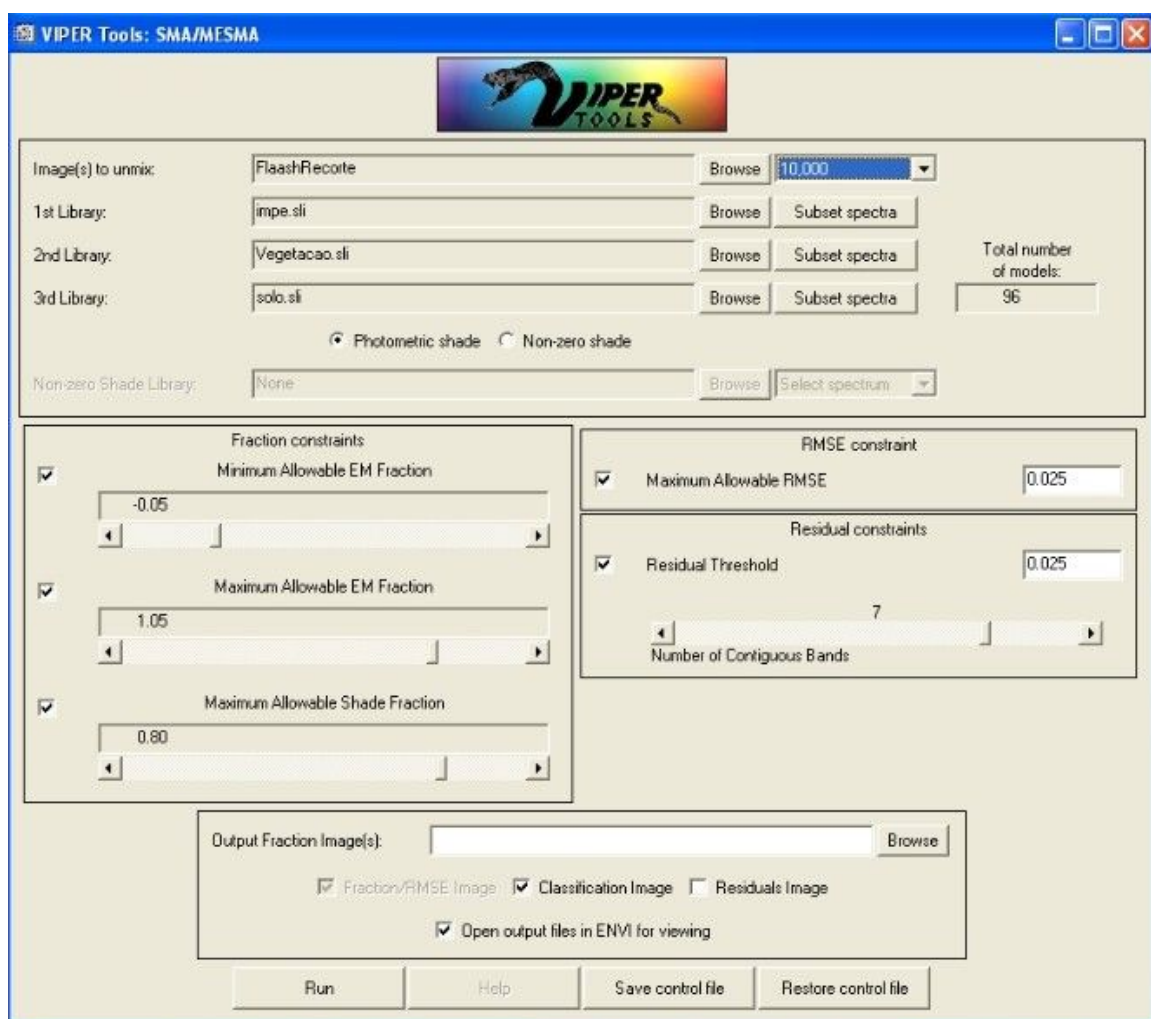 VIPER Tools: SMA/MESMA
VIPER
TOOLS
Image(s) to unmix: FlaashRecorte Browse 10,000
1st Library: impe.sli Browse Subset spectra
2nd Library: Vegetacao.sli Browse Subset spectra
Total number
of models:
3rd Library: solo.sli Browse Subset spectra 96
Photometric shade Non-zero shade
Non-zero Shade Library: None Browse Select spectrum
Fraction constraints
Minimum Allowable EM Fraction
-0.05
Maximum Allowable EM Fraction
1.05
Maximum Allowable Shade Fraction
0.80
RMSE constraint
Maximum Allowable RMSE 0.025
Residual constraints
Residual Threshold 0.025
7
Number of Contiguous Bands
Output Fraction Image(s): Browse
Fraction/RMSE Image Classification Image Residuals Image
Open output files in ENVI for viewing
Run Help Save control file Restore control file